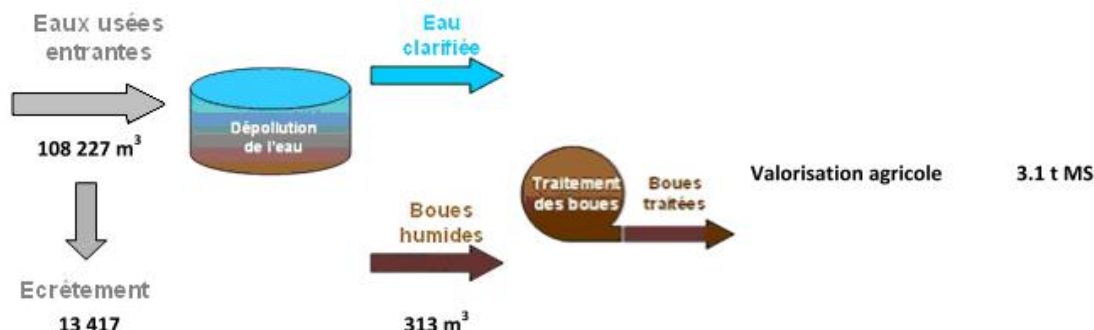 Eaux usées
entrantes
108 227 m³
Ecrêtement
13 417
Dépollution
de l'eau
Eau
clarifiée
Boues
humides
313 m³
Traitement
des boues
Boues
traitées
Valorisation agricole 3.1 t MS